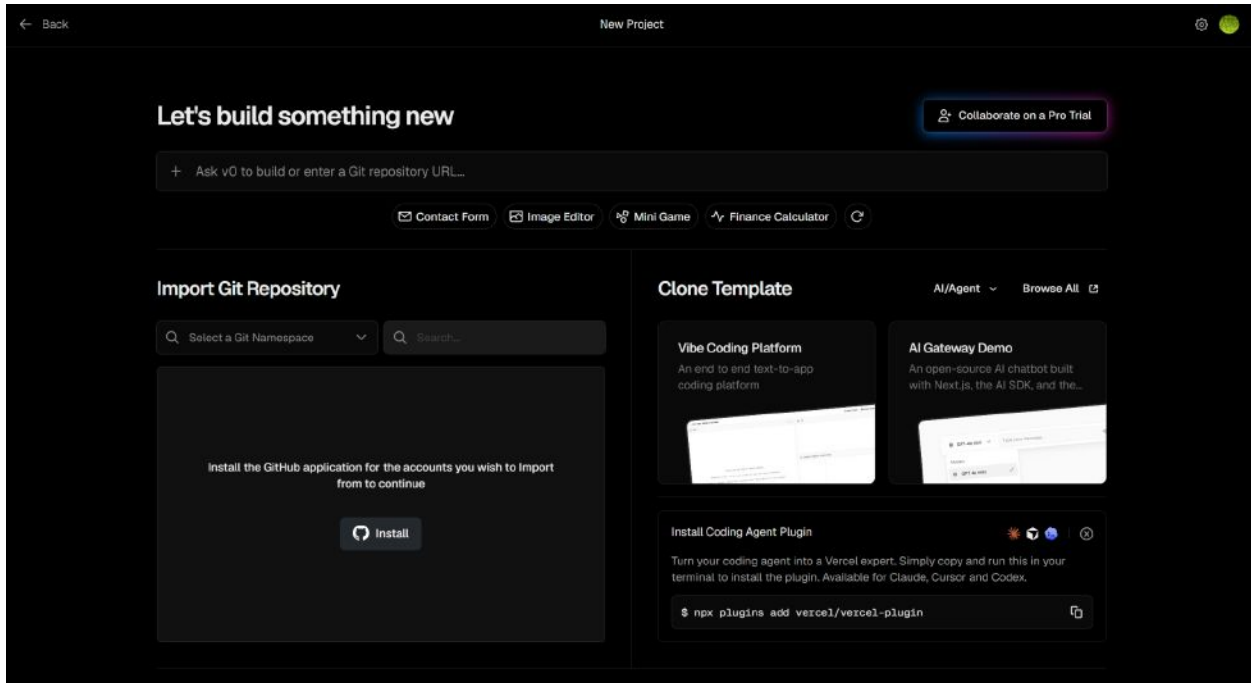 Back
New Project
Let's build something new
Collaborate on a Pro Trial
Ask v0 to build or enter a Git repository URL...
Contact Form
Image Editor
Mini Game
Finance Calculator
Import Git Repository
Select a Git Namespace
Search...
Install the GitHub application for the accounts you wish to Import
from to continue
Install
Clone Template
AI/Agent
Browse All
Vibe Coding Platform
An end to end text-to-app
coding platform
AI Gateway Demo
An open-source AI chatbot built
with Next.js, the AI SDK, and the...
Install Coding Agent Plugin
Turn your coding agent into a Vercel expert. Simply copy and run this in your
terminal to install the plugin. Available for Claude, Cursor and Codex.
$ npx plugins add vercel/vercel-plugin